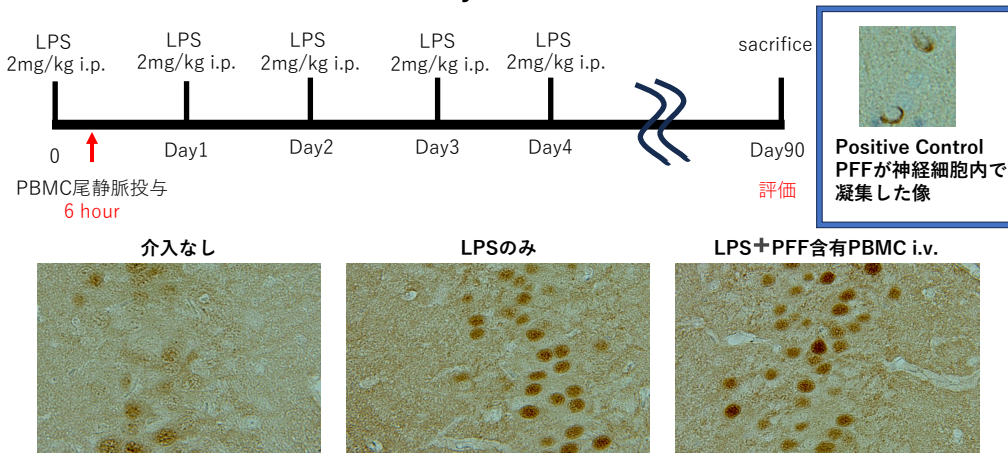 LPS
2mg/kg i.p.
LPS
2mg/kg i.p.
LPS
2mg/kg i.p.
LPS
2mg/kg i.p.
LPS
2mg/kg i.p.
sacrifice
0
Day1
Day2
Day3
Day4
Day90
PBMC尾静脈投与
6 hour
評価
Positive Control
PFFが神経細胞内で
凝集した像
介入なし
LPSのみ
LPS+PFF含有PBMC i.v.